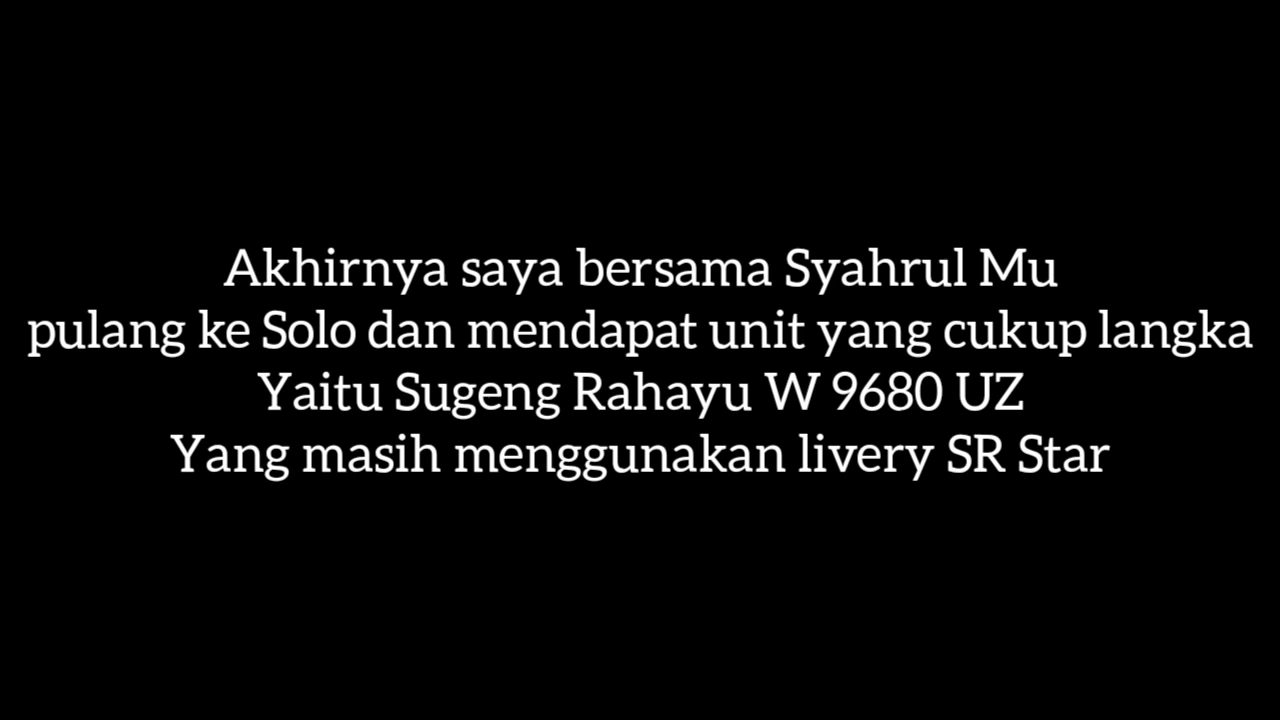 Akhirnya saya bersama Syahrul Mu
pulang ke Solo dan mendapat unit yang cukup langka
Yaitu Sugeng Rahayu W 9680 UZ
Yang masih menggunakan livery SR Star